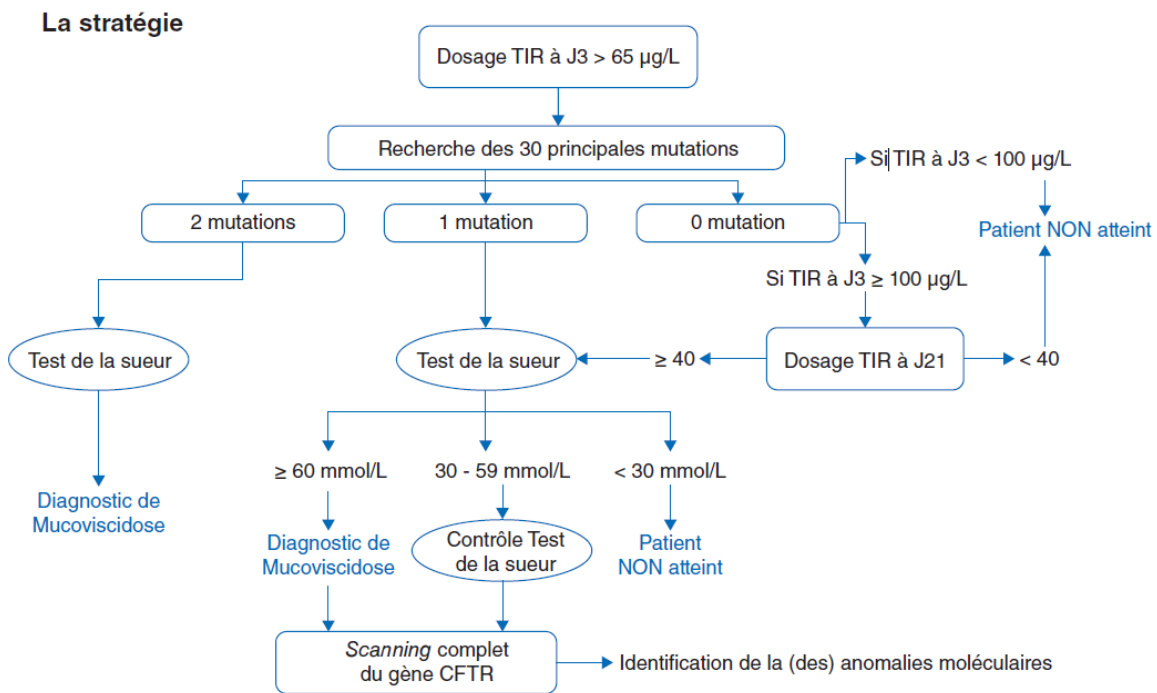 La stratégie
Dosage TIR à J3 > 65 µg/L
Recherche des 30 principales mutations
Si TIR à J3 < 100 µg/L
2 mutations
1 mutation
0 mutation
Patient NON atteint
Si TIR à J3 ≥ 100 µg/L
Test de la sueur
Test de la sueur
≥ 40
Dosage TIR à J21
< 40
≥ 60 mmol/L
30 - 59 mmol/L
< 30 mmol/L
Diagnostic de
Mucoviscidose
Diagnostic de
Mucoviscidose
Contrôle Test
de la sueur
Patient
NON atteint
Scanning complet
du gène CFTR
Identification de la (des) anomalies moléculaires